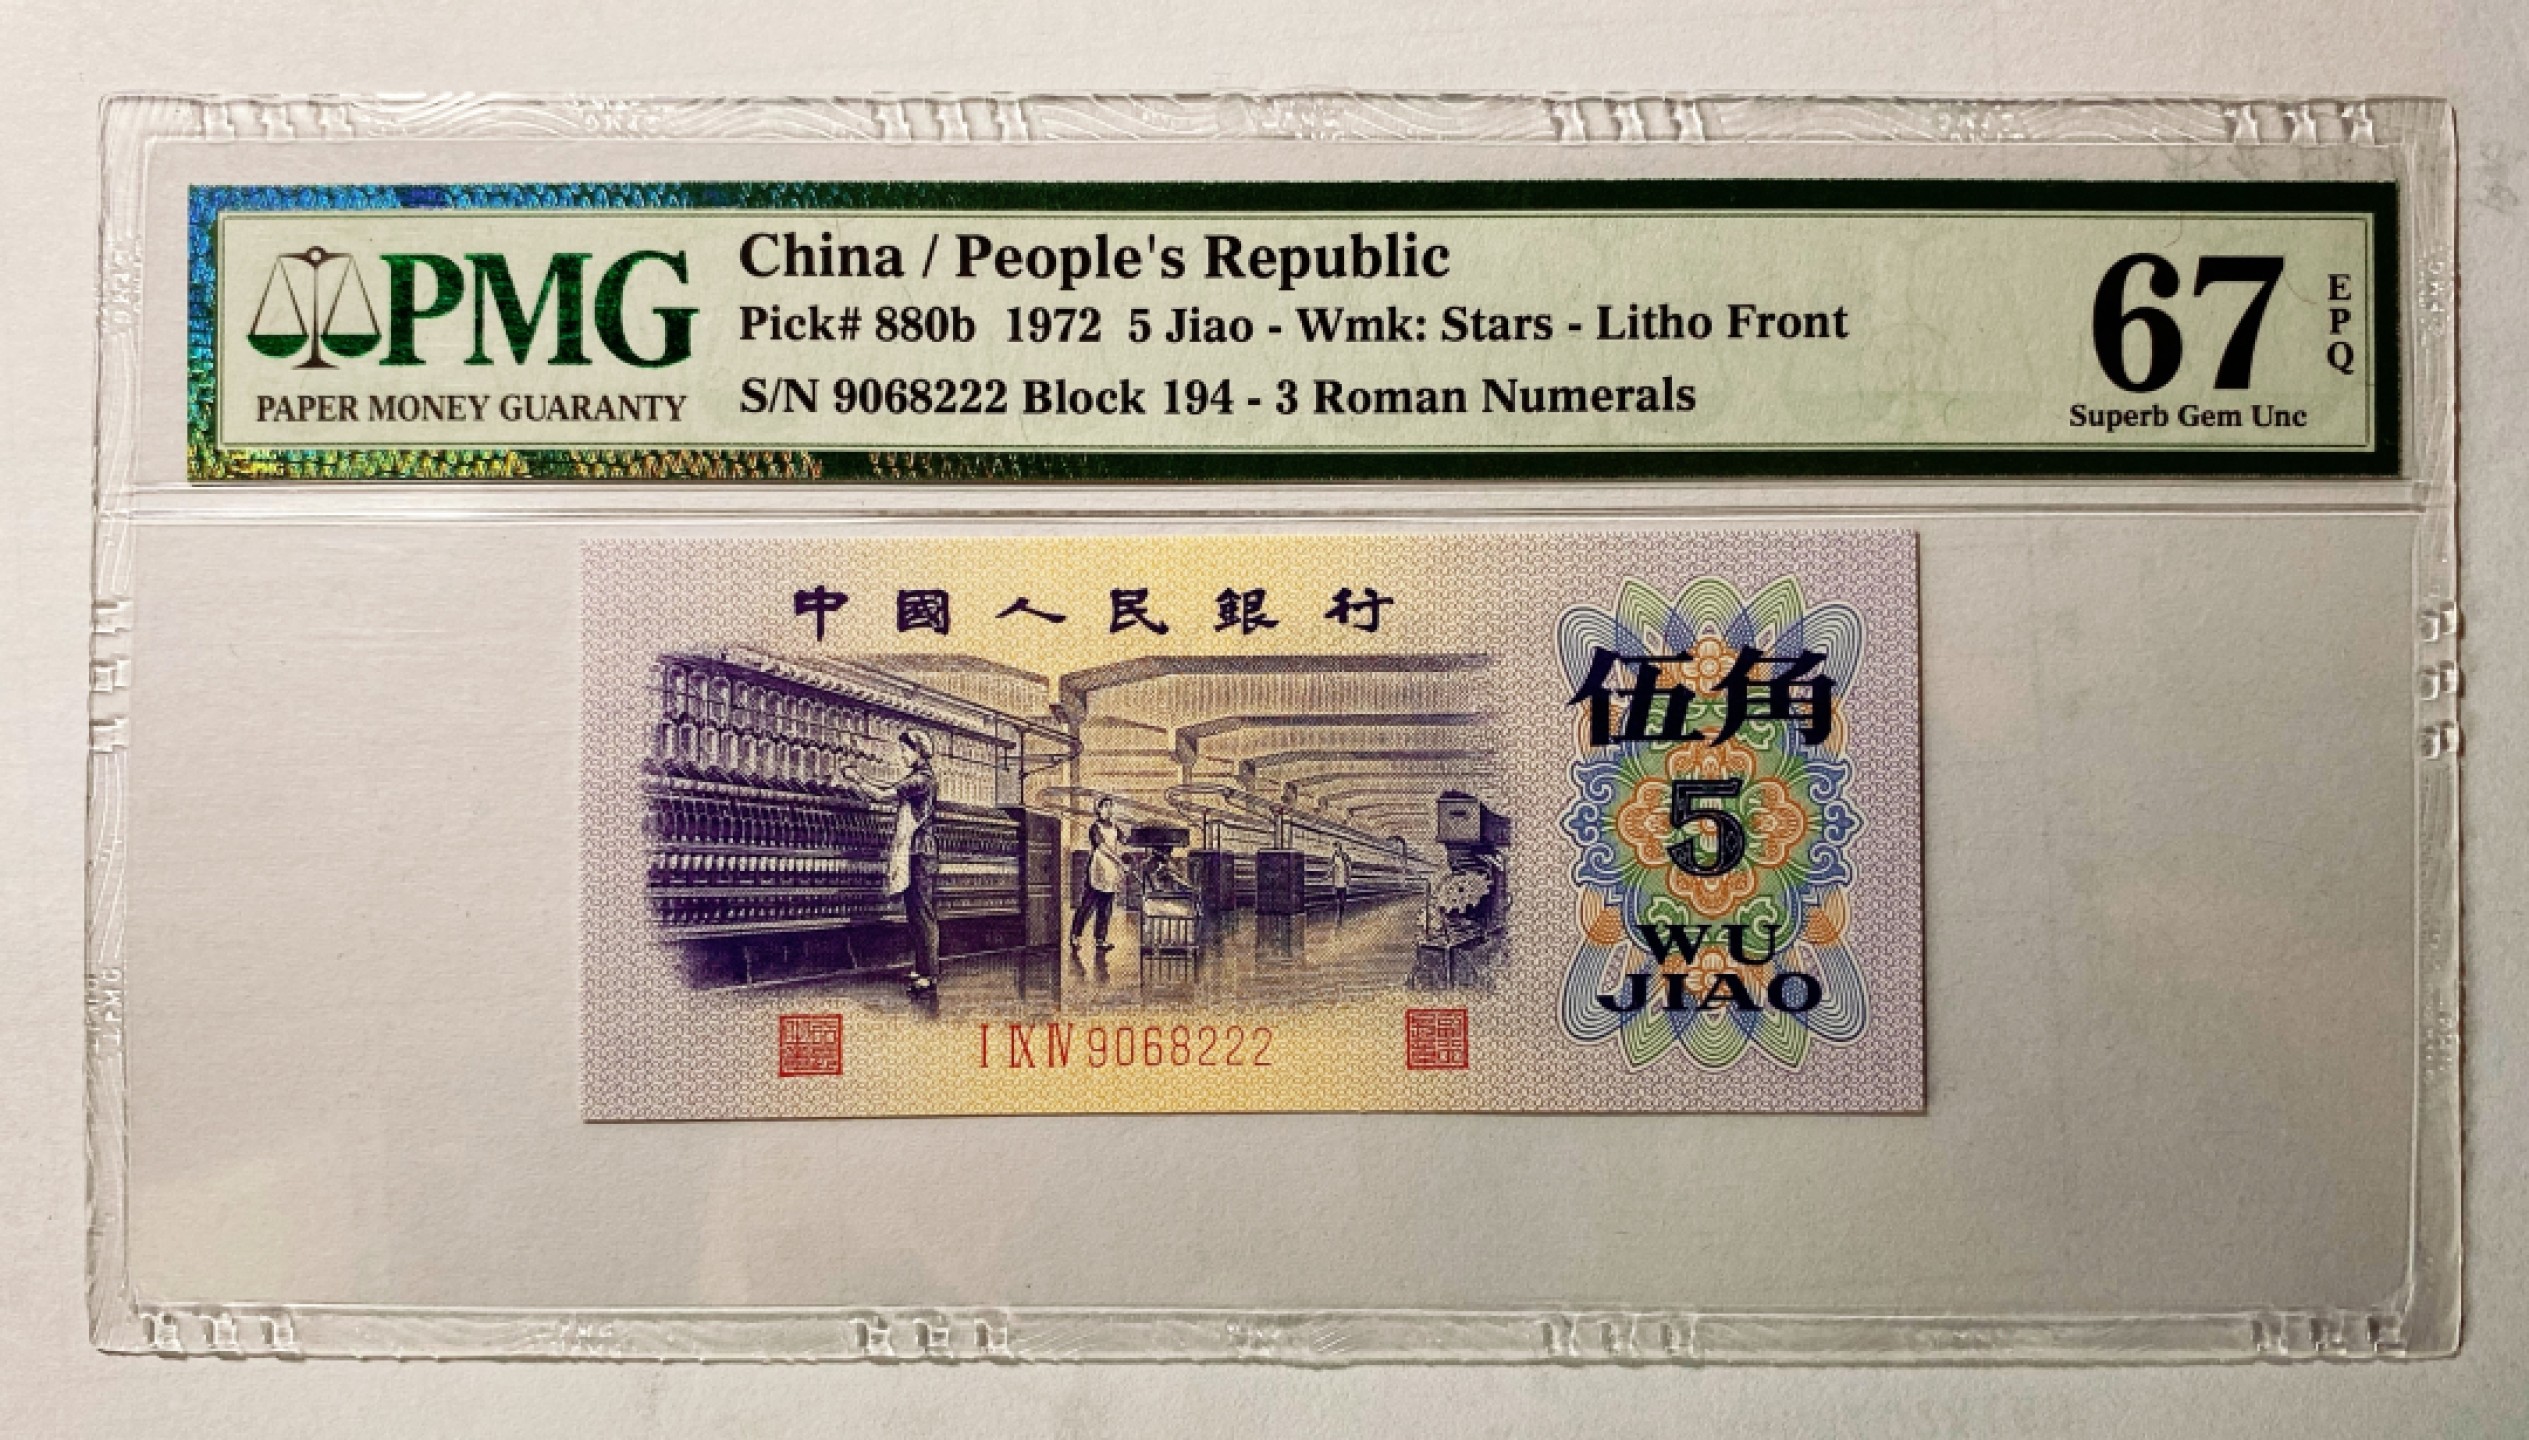 PMG
PAPER MONEY GUARANTY
China / People's Republic
Pick# 880b 1972 5 Jiao - Wmk: Stars - Litho Front
S/N 9068222 Block 194 - 3 Roman Numerals
67
EPQ
Superb Gem Unc
中國人民銀行
伍角
5
WU
JIAO
I IX IV 9068222